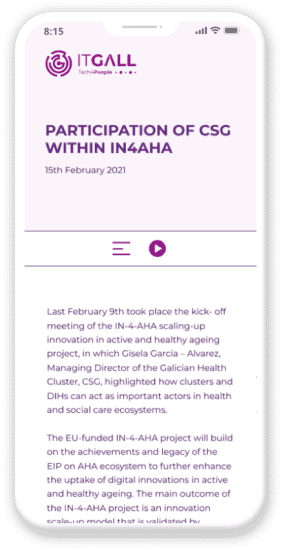 8:15
ITGALL
Tech4People
PARTICIPATION OF CSG
WITHIN IN4AHA
15th February 2021
Last February 9th took place the kick- off
meeting of the IN-4-AHA scaling-up
innovation in active and healthy ageing
project, in which Gisela Garcia – Alvarez,
Managing Director of the Galician Health
Cluster, CSG, highlighted how clusters and
DIHs can act as important actors in health
and social care ecosystems.
The EU-funded IN-4-AHA project will build
on the achievements and legacy of the
EIP on AHA ecosystem to further enhance
the uptake of digital innovations in active
and healthy ageing. The main outcome of
the IN-4-AHA project is an innovation
scale-up model that is validated by